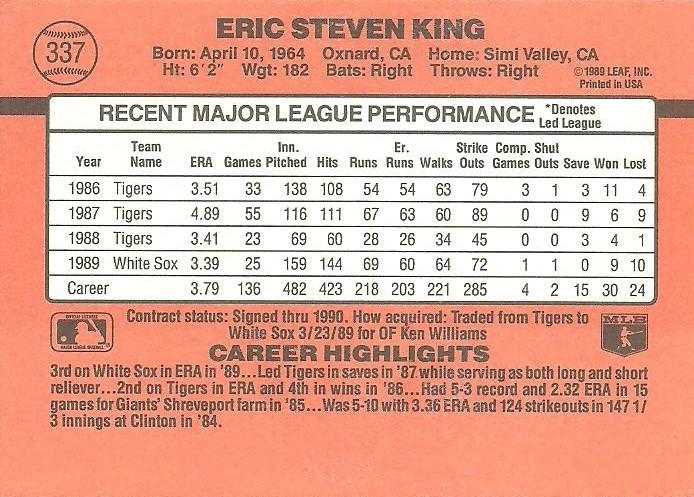 337
ERIC STEVEN KING
Born: April 10, 1964 Oxnard, CA Home: Simi Valley, CA
Ht: 6'2" Wgt: 182 Bats: Right Throws: Right
©1989 LEAF, INC.
Printed in USA
RECENT MAJOR LEAGUE PERFORMANCE *Denotes Led League
Year Team Name ERA Games Inn. Pitched Hits Runs Er. Runs Walks Strike Outs Comp. Games Shut Outs Save Won Lost
1986 Tigers 3.51 33 138 108 54 54 63 79 3 1 3 11 4
1987 Tigers 4.89 55 116 111 67 63 60 89 0 0 9 6 9
1988 Tigers 3.41 23 69 60 28 26 34 45 0 0 3 4 1
1989 White Sox 3.39 25 159 144 69 60 64 72 1 1 0 9 10
Career 3.79 136 482 423 218 203 221 285 4 2 15 30 24
Contract status: Signed thru 1990. How acquired: Traded from Tigers to
White Sox 3/23/89 for OF Ken Williams
MLB
CAREER HIGHLIGHTS
3rd on White Sox in ERA in '89...Led Tigers in saves in '87 while serving as both long and short
reliever...2nd on Tigers in ERA and 4th in wins in '86...Had 5-3 record and 2.32 ERA in 15
games for Giants' Shreveport farm in '85...Was 5-10 with 3.36 ERA and 124 strikeouts in 147 1/
3 innings at Clinton in '84.